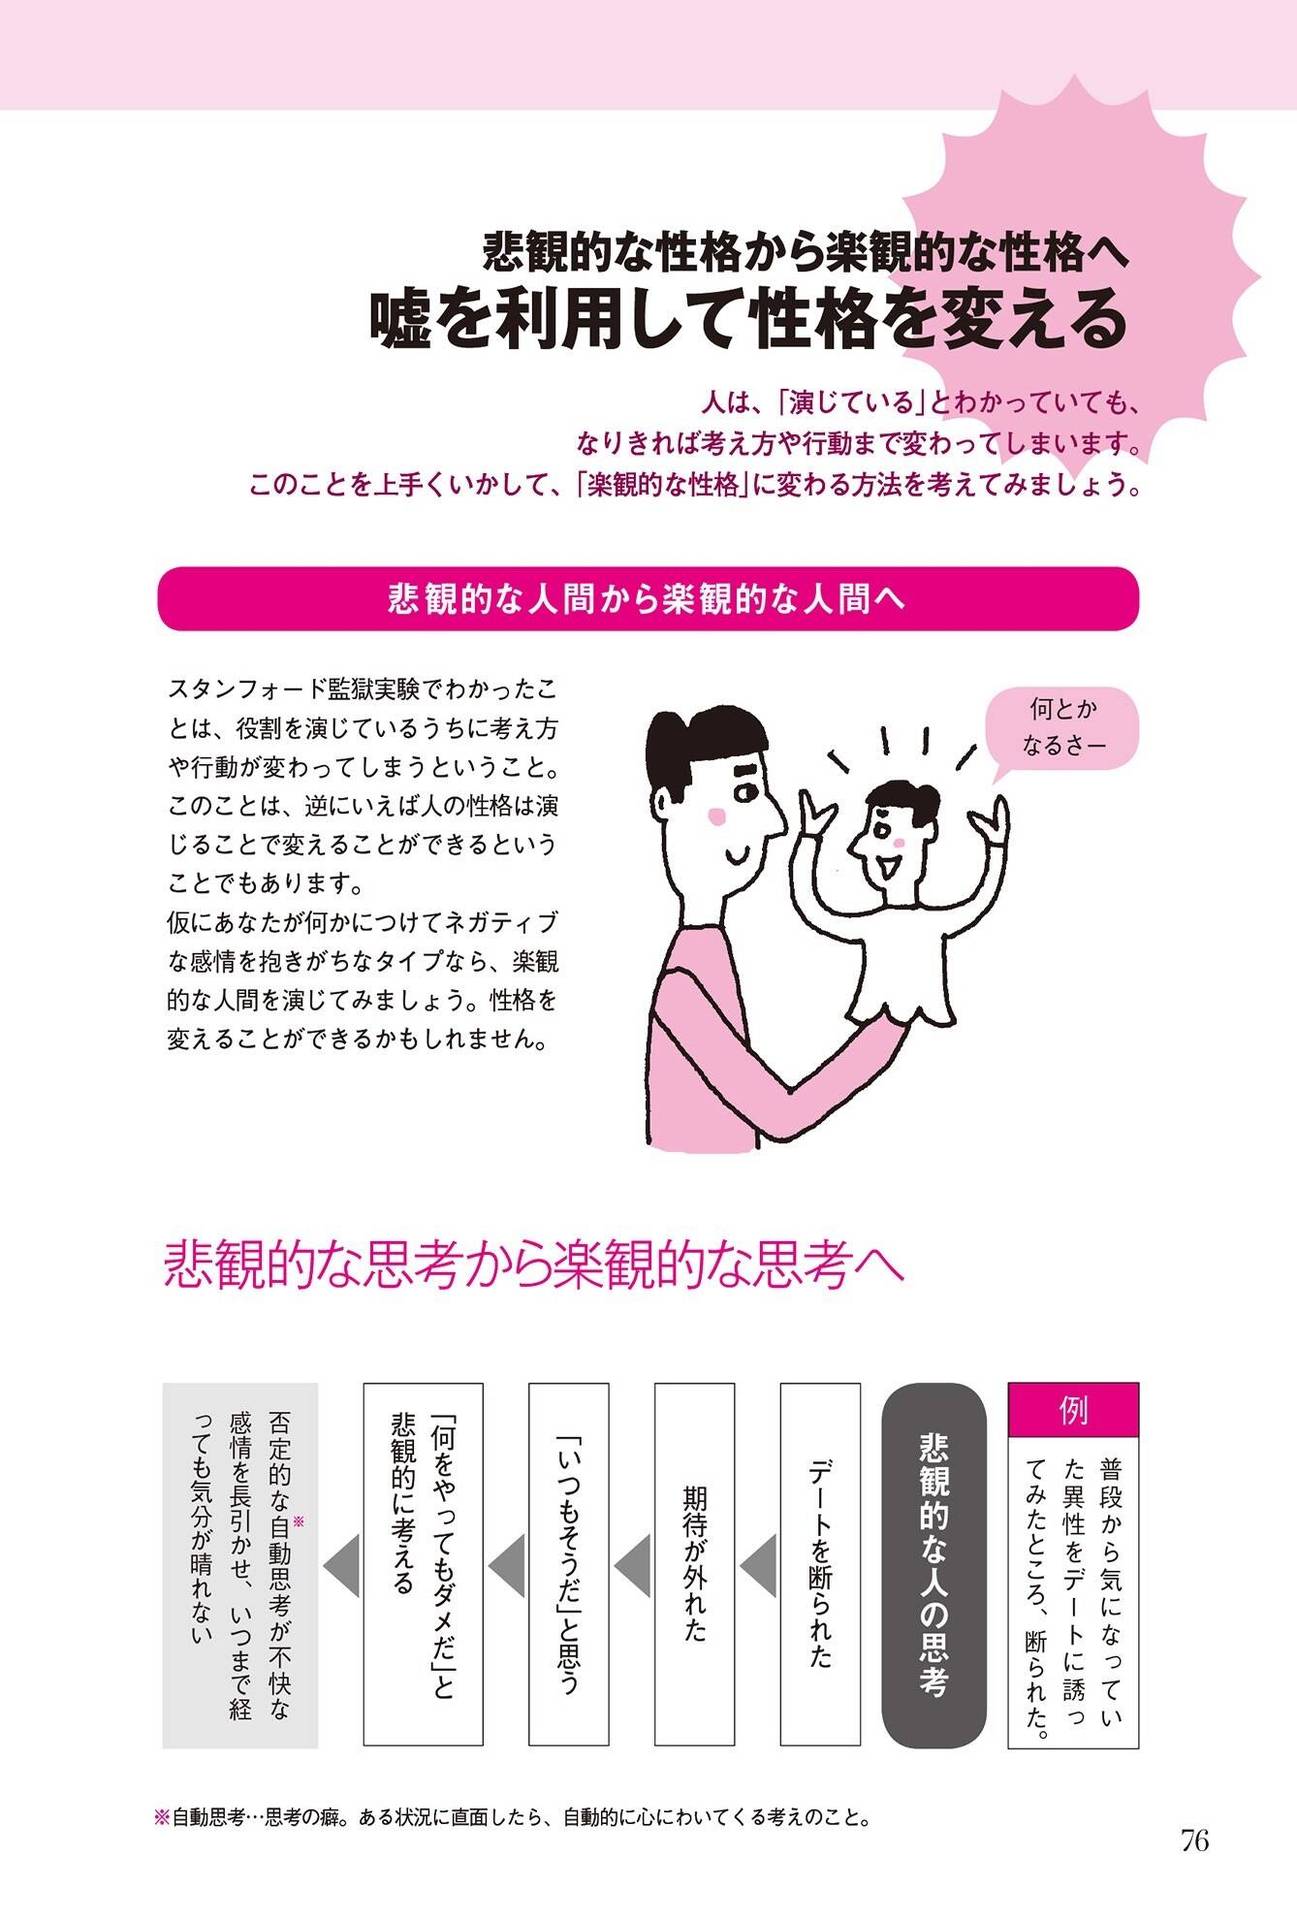 悲観的な性格から楽観的な性格へ
嘘を利用して性格を変える
人は、「演じている」とわかっていても、
なりきれば考え方や行動まで変わってしまいます。
このことを上手くいかして、「楽観的な性格」に変わる方法を考えてみましょう。
悲観的な人間から楽観的な人間へ
スタンフォード監獄実験でわかったこ
とは、役割を演じているうちに考え方
や行動が変わってしまうということ。
このことは、逆にいえば人の性格は演
じることで変えることができるという
ことでもあります。
仮にあなたが何かにつけてネガティブ
な感情を抱きがちなタイプなら、楽観
的な人間を演じてみましょう。性格を
変えることができるかもしれません。
何とか
なるさー
悲観的な思考から楽観的な思考へ
例
普段から気になってい
た異性をデートに誘っ
てみたところ、断られた。
悲観的な人の思考
デートを断られた
期待が外れた
「いつもそうだ」と思う
「何をやってもダメだ」と
悲観的に考える
否定的な自動思考※が不快な
感情を長引かせ、いつまで経
っても気分が晴れない
※自動思考…思考の癖。ある状況に直面したら、自動的に心にわいてくる考えのこと。
76